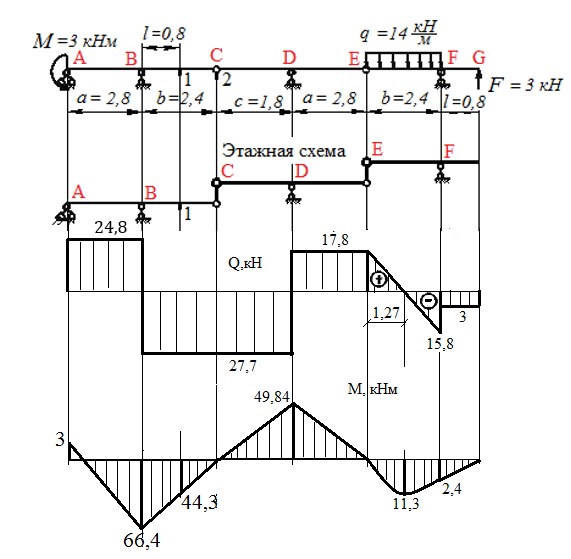 q = 14 кН/м
M = 3 кНм
l = 0,8
A B C D E F G
1 2
F = 3 кН
a = 2,8 b = 2,4 c = 1,8 a = 2,8 b = 2,4 l = 0,8
Этажная схема
E F
C D
A B
1
24,8
17,8
Q,кН
+
−
1,27
3
15,8
27,7
М, кНм
49,84
3
2,4
44,3
11,3
66,4